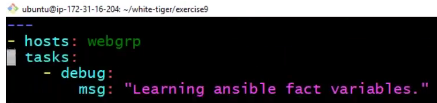 ubuntu@ip-172-31-16-204: ~/white-tiger/exercise9
---
- hosts: webgrp
  tasks:
    - debug:
        msg: "Learning ansible fact variables."